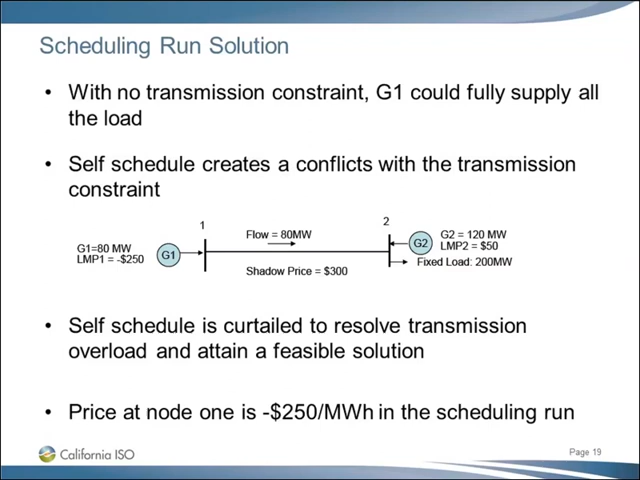 Scheduling Run Solution
• With no transmission constraint, G1 could fully supply all
the load
• Self schedule creates a conflicts with the transmission
constraint
1
2
G1=80 MW
LMP1 = -$250
G1
Flow = 80MW
Shadow Price = $300
G2
G2 = 120 MW
LMP2 = $50
Fixed Load: 200MW
• Self schedule is curtailed to resolve transmission
overload and attain a feasible solution
• Price at node one is -$250/MWh in the scheduling run
California ISO
Page 19